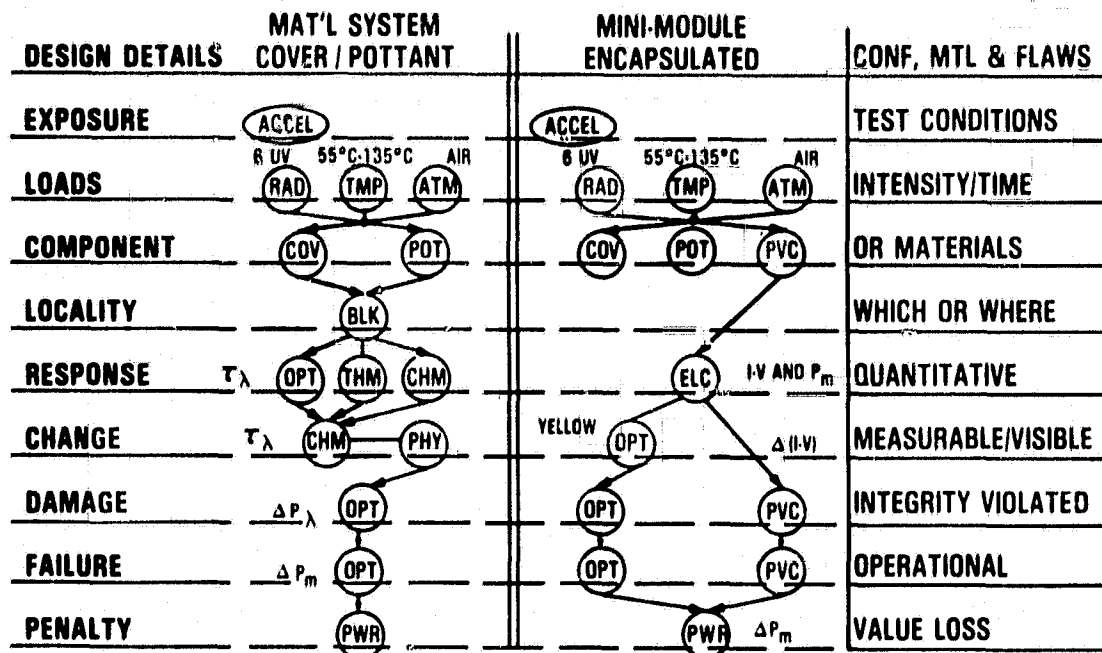 MAT'L SYSTEM MINI-MODULE
DESIGN DETAILS COVER / POTTANT ENCAPSULATED CONF, MTL & FLAWS
EXPOSURE ACCEL ACCEL TEST CONDITIONS
6 UV 55°C-135°C AIR 6 UV 55°C-135°C AIR
LOADS RAD TMP ATM RAD TMP ATM INTENSITY/TIME
COMPONENT COV POT COV POT PVC OR MATERIALS
LOCALITY BLK WHICH OR WHERE
RESPONSE τλ OPT THM CHM ELC I-V AND Pm QUANTITATIVE
CHANGE τλ CHM PHY YELLOW OPT Δ(I-V) MEASURABLE/VISIBLE
DAMAGE ΔPλ OPT OPT PVC INTEGRITY VIOLATED
FAILURE ΔPm OPT OPT PVC OPERATIONAL
PENALTY PWR PWR ΔPm VALUE LOSS